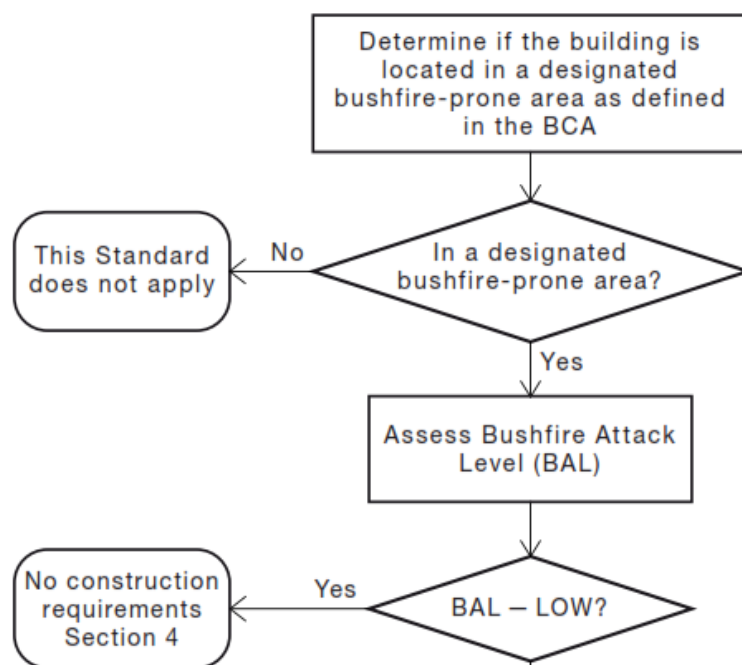 Determine if the building is
located in a designated
bushfire-prone area as defined
in the BCA
In a designated
bushfire-prone area?
No
This Standard
does not apply
Yes
Assess Bushfire Attack
Level (BAL)
BAL – LOW?
Yes
No construction
requirements
Section 4